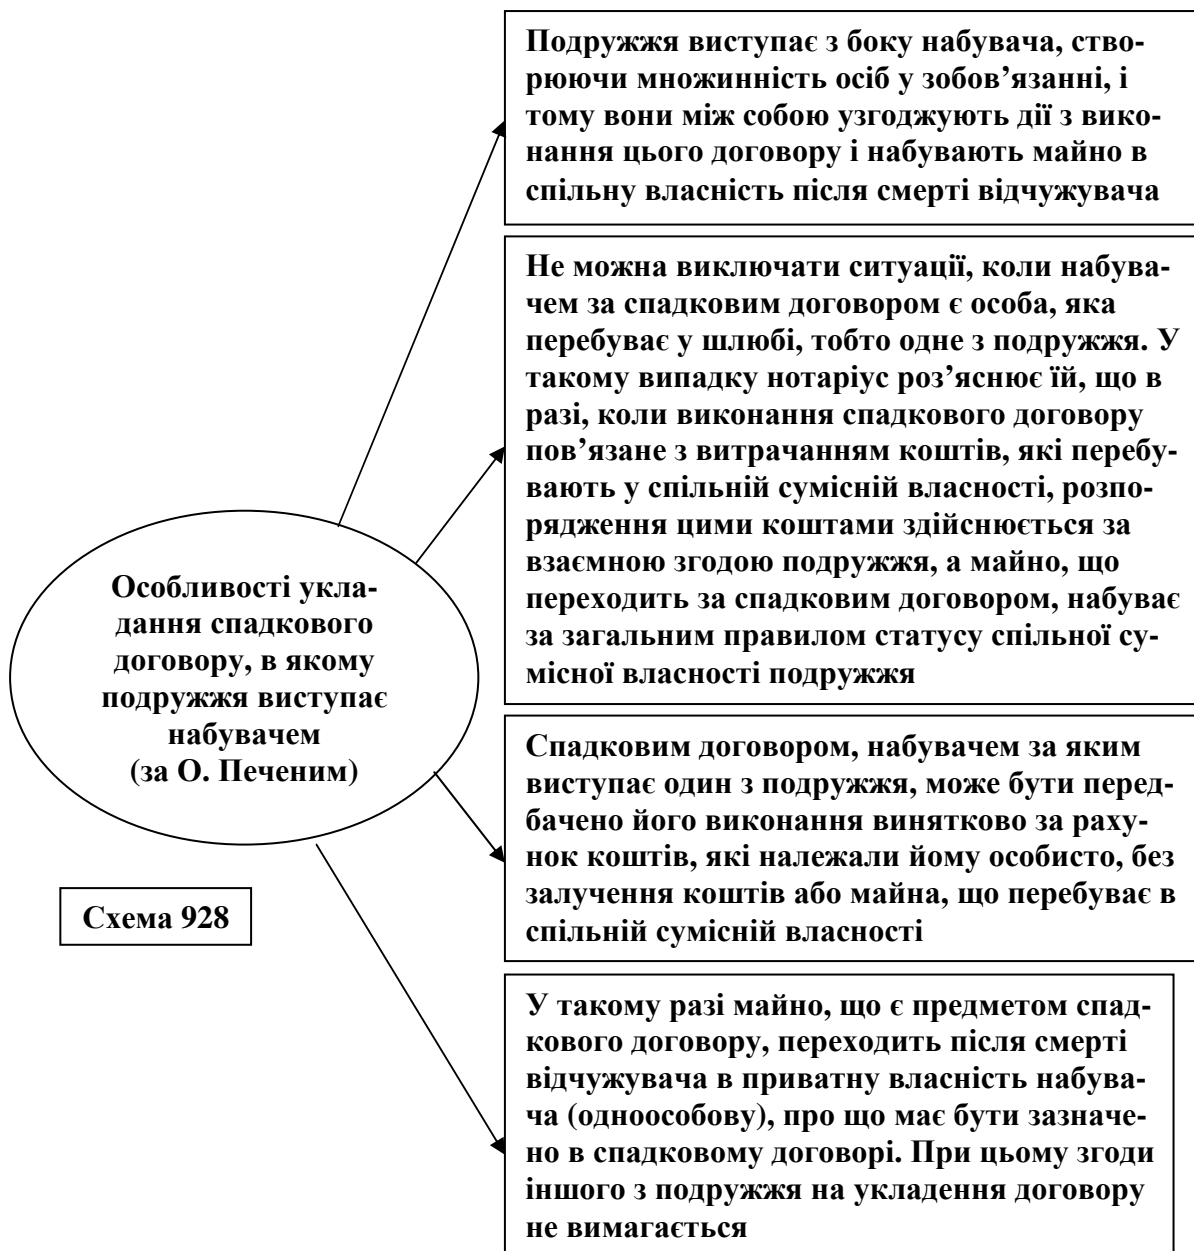 Подружжя виступає з боку набувача, ство-
рюючи множинність осіб у зобов’язанні, і
тому вони між собою узгоджують дії з вико-
нання цього договору і набувають майно в
спільну власність після смерті відчужувача
Не можна виключати ситуації, коли набува-
чем за спадковим договором є особа, яка
перебуває у шлюбі, тобто одне з подружжя. У
такому випадку нотаріус роз’яснює їй, що в
разі, коли виконання спадкового договору
пов’язане з витрачанням коштів, які перебу-
вають у спільній сумісній власності, розпо-
рядження цими коштами здійснюється за
взаємною згодою подружжя, а майно, що
переходить за спадковим договором, набуває
за загальним правилом статусу спільної су-
місної власності подружжя
Особливості укла-
дання спадкового
договору, в якому
подружжя виступає
набувачем
(за О. Печеним)
Спадковим договором, набувачем за яким
виступає один з подружжя, може бути перед-
бачено його виконання винятково за раху-
нок коштів, які належали йому особисто, без
залучення коштів або майна, що перебуває в
спільній сумісній власності
Схема 928
У такому разі майно, що є предметом спад-
кового договору, переходить після смерті
відчужувача в приватну власність набува-
ча (одноособову), про що має бути зазначе-
но в спадковому договорі. При цьому згоди
іншого з подружжя на укладення договору
не вимагається